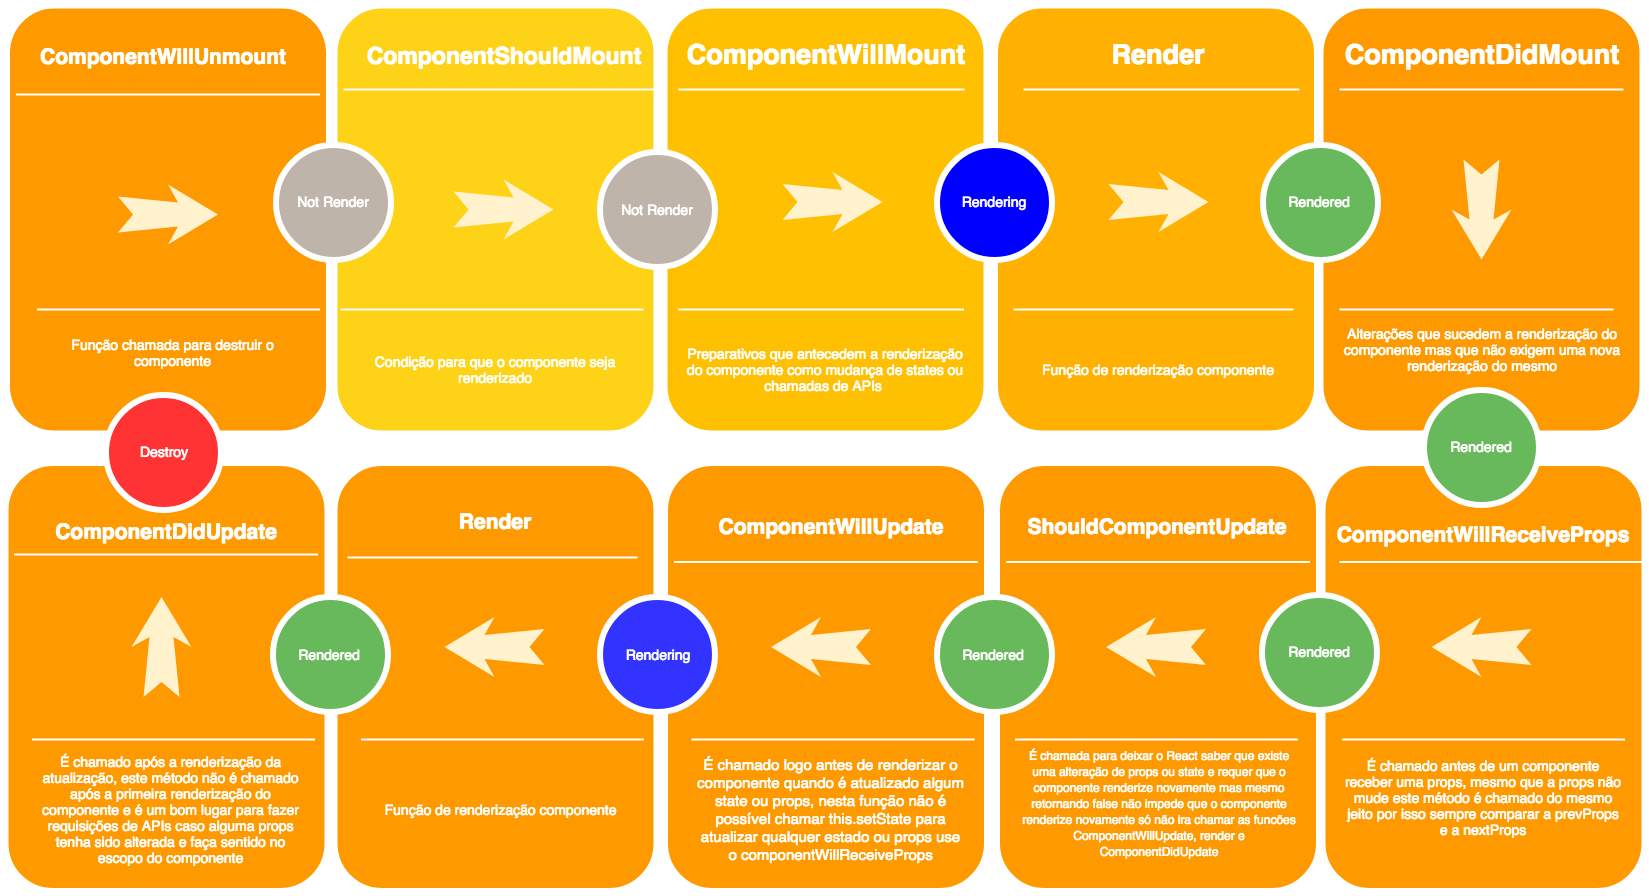 ComponentWillUnmount
Not Render
Função chamada para destruir o
componente
ComponentShouldMount
Not Render
Condição para que o componente seja
renderizado
ComponentWillMount
Rendering
Preparativos que antecedem a renderização
do componente como mudança de states ou
chamadas de APIs
Render
Rendered
Função de renderização componente
ComponentDidMount
Alterações que sucedem a renderização do
componente mas que não exigem uma nova
renderização do mesmo
Rendered
ComponentWillReceiveProps
Rendered
É chamado antes de um componente
receber uma props, mesmo que a props não
mude este método é chamado do mesmo
jeito por isso sempre comparar a prevProps
e a nextProps
ShouldComponentUpdate
Rendered
É chamada para deixar o React saber que existe
uma alteração de props ou state e requer que o
componente renderize novamente mas mesmo
retornando false não impede que o componente
renderize novamente só não ira chamar as funcões
ComponentWillUpdate, render e
ComponentDidUpdate
ComponentWillUpdate
Rendering
É chamado logo antes de renderizar o
componente quando é atualizado algum
state ou props, nesta função não é
possível chamar this.setState para
atualizar qualquer estado ou props use
o componentWillReceiveProps
Render
Rendered
Função de renderização componente
ComponentDidUpdate
É chamado após a renderização da
atualização, este método não é chamado
após a primeira renderização do
componente e é um bom lugar para fazer
requisições de APIs caso alguma props
tenha sido alterada e faça sentido no
escopo do componente
Destroy